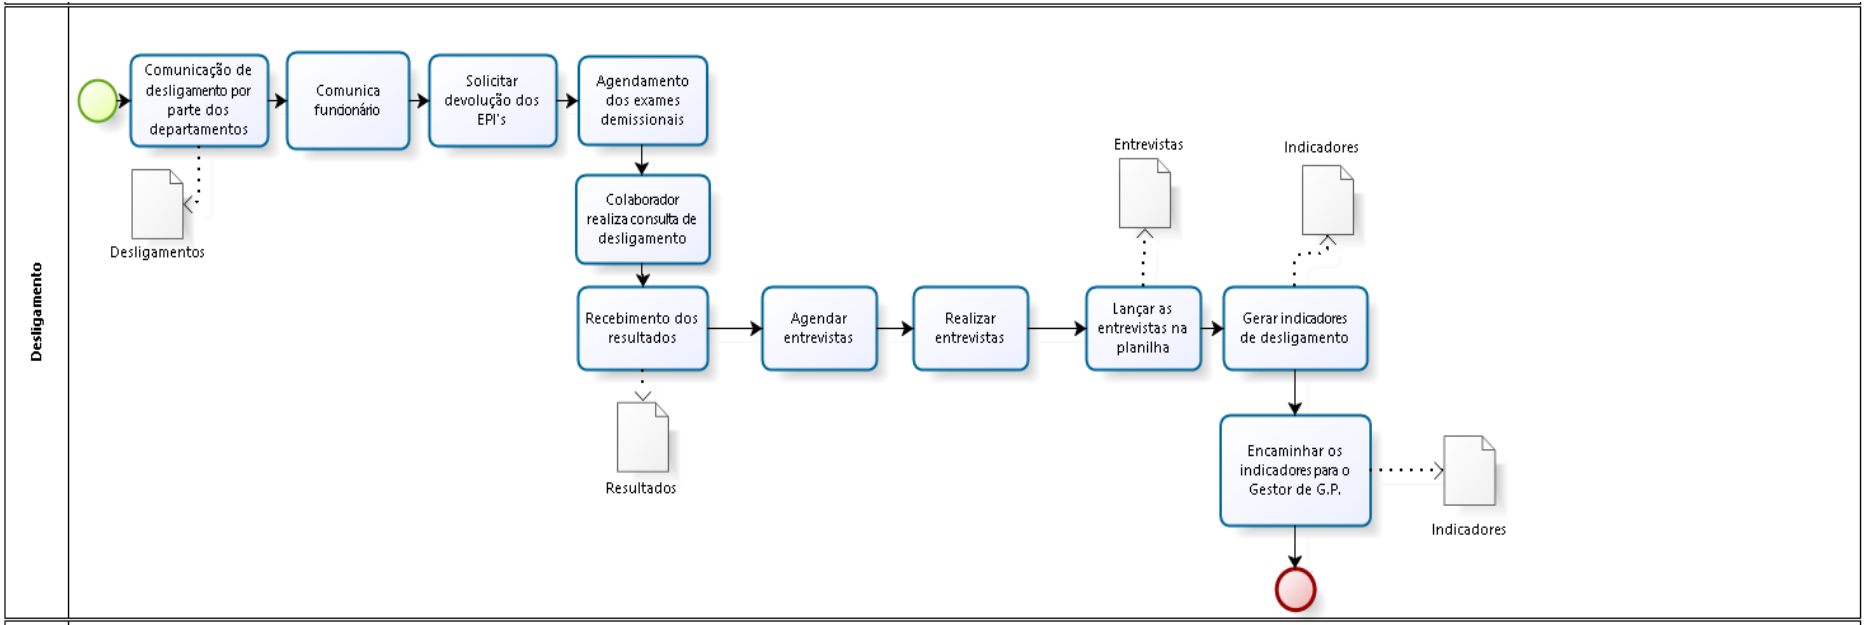 Desligamento
Comunicação de
desligamento por
parte dos
departamentos
Comunica
funcionário
Solicitar
devolução dos
EPI's
Agendamento
dos exames
demissionais
Desligamentos
Colaborador
realiza consulta de
desligamento
Recebimento dos
resultados
Resultados
Agendar
entrevistas
Realizar
entrevistas
Lançar as
entrevistas na
planilha
Entrevistas
Gerar indicadores
de desligamento
Indicadores
Encaminhar os
indicadores para o
Gestor de G.P.
Indicadores